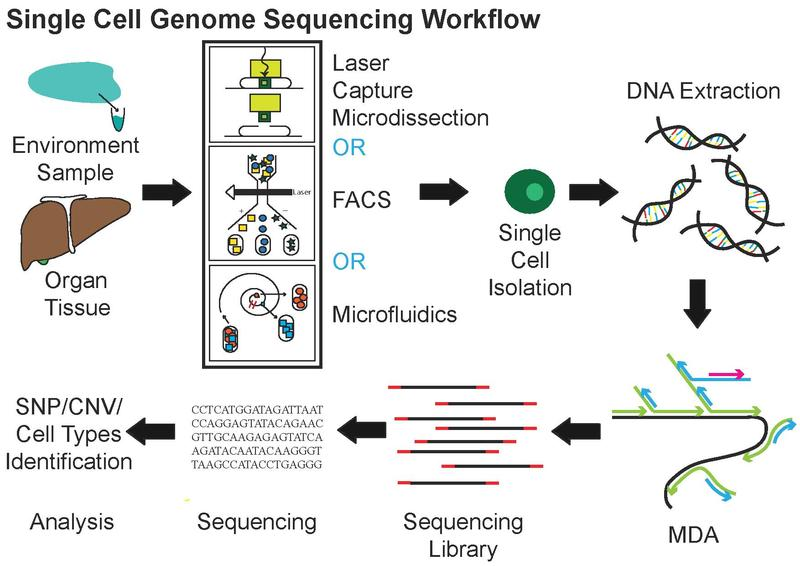 Single Cell Genome Sequencing Workflow
Environment
Sample
Organ
Tissue
Laser
Capture
Microdissection
OR
FACS
OR
Microfluidics
Laser
+
−
Single
Cell
Isolation
DNA Extraction
MDA
Sequencing
Library
CCTCATGGATAGATTAAT
CCAGGAGTATACAGAAC
GTTGCAAGAGAGTATCA
AGATACAATACAAGGGT
TAAGCCATACCTGAGGG
Sequencing
SNP/CNV/
Cell Types
Identification
Analysis